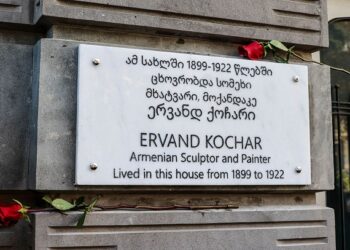 ამ სახლში 1899-1922 წლებში
ცხოვრობდა სომეხი
მხატვარი, მოქანდაკე
ერვანდ ქოჩარი
ERVAND KOCHAR
Armenian Sculptor and Painter
Lived in this house from 1899 to 1922